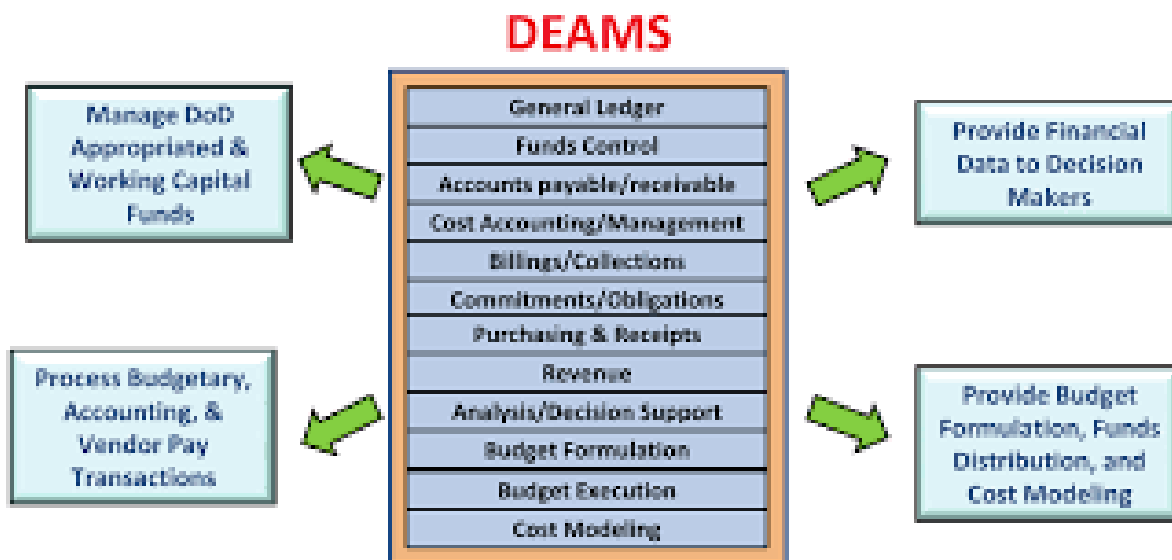 DEAMS
Manage DoD
Appropriated &
Working Capital
Funds
Process Budgetary,
Accounting, &
Vendor Pay
Transactions
General Ledger
Funds Control
Accounts payable/receivable
Cost Accounting/Management
Billings/Collections
Commitments/Obligations
Purchasing & Receipts
Revenue
Analysis/Decision Support
Budget Formulation
Budget Execution
Cost Modeling
Provide Financial
Data to Decision
Makers
Provide Budget
Formulation, Funds
Distribution, and
Cost Modeling